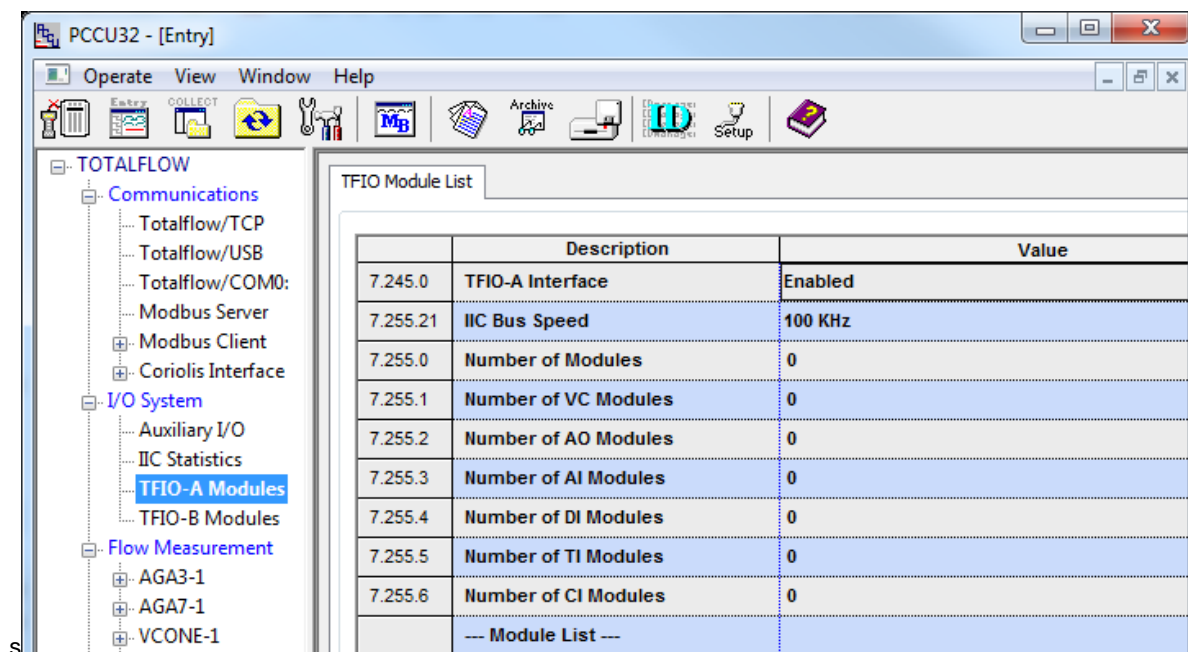 PCCU32 - [Entry]
Operate View Window Help
Entry COLLECT MB Archive ID Setup
TOTALFLOW
Communications
Totalflow/TCP
Totalflow/USB
Totalflow/COM0:
Modbus Server
Modbus Client
Coriolis Interface
I/O System
Auxiliary I/O
IIC Statistics
TFIO-A Modules
TFIO-B Modules
Flow Measurement
AGA3-1
AGA7-1
VCONE-1
TFIO Module List
Description Value
7.245.0 TFIO-A Interface Enabled
7.255.21 IIC Bus Speed 100 KHz
7.255.0 Number of Modules 0
7.255.1 Number of VC Modules 0
7.255.2 Number of AO Modules 0
7.255.3 Number of AI Modules 0
7.255.4 Number of DI Modules 0
7.255.5 Number of TI Modules 0
7.255.6 Number of CI Modules 0
--- Module List ---
s